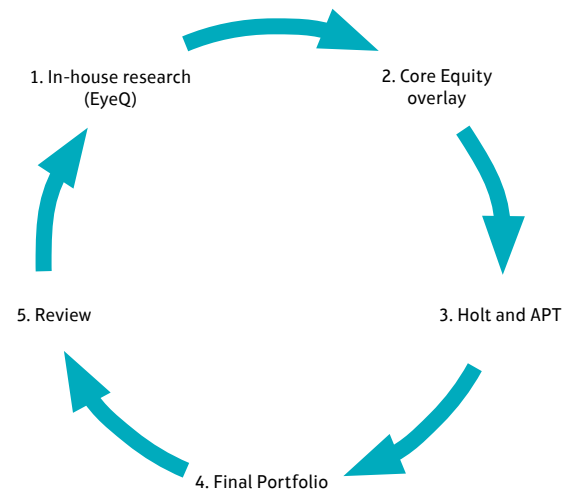 1. In-house research
(EyeQ)
2. Core Equity
overlay
3. Holt and APT
4. Final Portfolio
5. Review